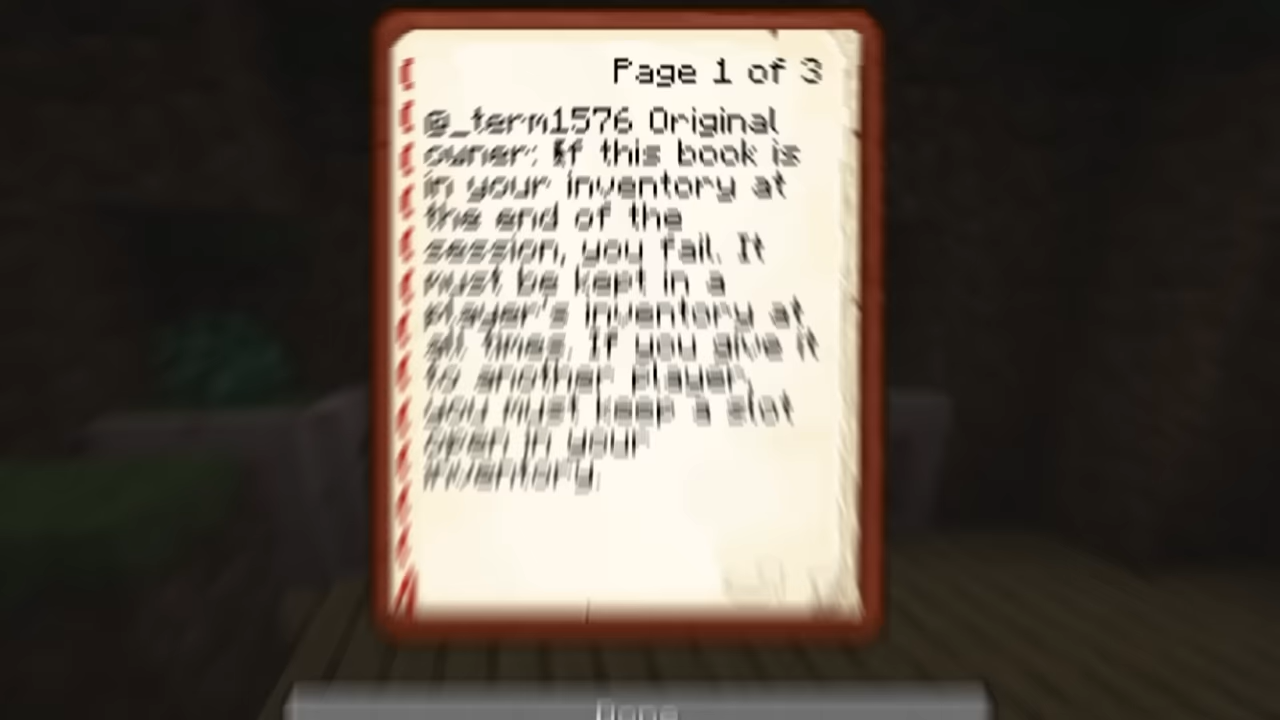 Page 1 of 3
@_term1576 Original
owner: If this book is
in your inventory at
the end of the
session, you fail. It
must be kept in a
player's inventory at
all times. If you give it
to another player,
you must keep a slot
open in your
inventory.
Done